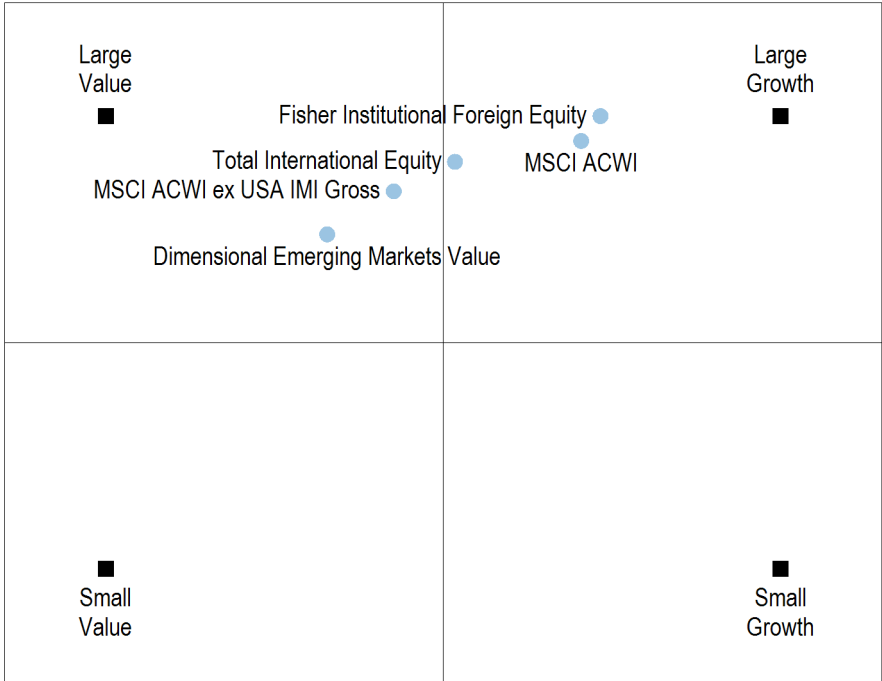 Large
Value
Large
Growth
Fisher Institutional Foreign Equity
Total International Equity
MSCI ACWI
MSCI ACWI ex USA IMI Gross
Dimensional Emerging Markets Value
Small
Value
Small
Growth